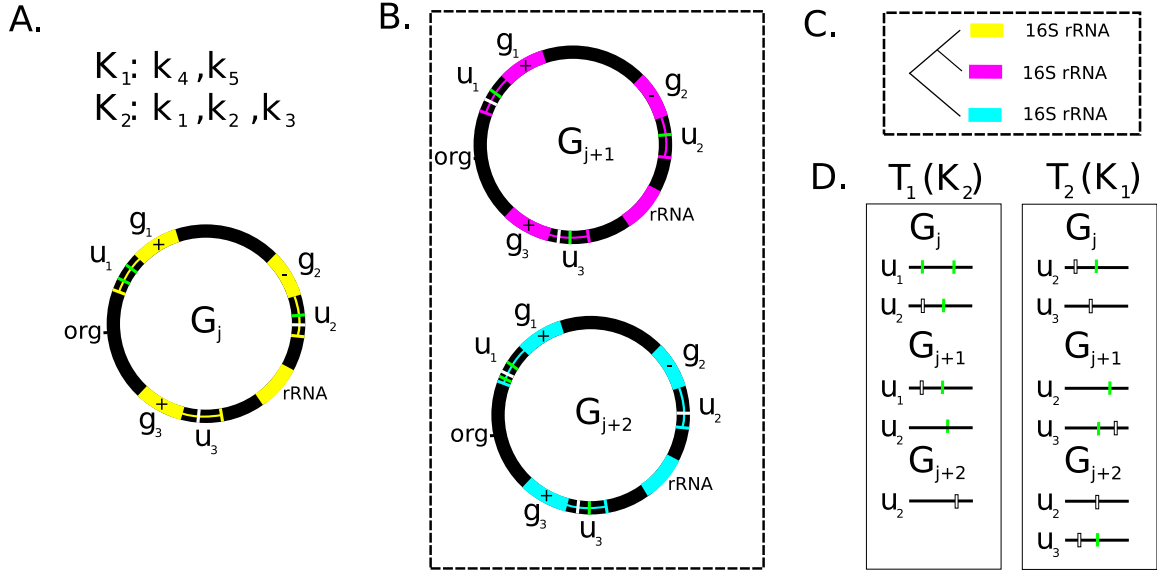 A.
K₁: k₄ ,k₅
K₂: k₁ ,k₂ ,k₃
g₁
+
u₁
-
g₂
u₂
org
Gⱼ
rRNA
+
g₃
u₃
B.
g₁
+
u₁
-
g₂
u₂
org
Gⱼ₊₁
rRNA
+
g₃
u₃
g₁
+
u₁
-
g₂
u₂
org
Gⱼ₊₂
rRNA
+
g₃
u₃
C.
16S rRNA
16S rRNA
16S rRNA
D.
T₁ (K₂)
Gⱼ
u₁
u₂
Gⱼ₊₁
u₁
u₂
Gⱼ₊₂
u₂
T₂ (K₁)
Gⱼ
u₂
u₃
Gⱼ₊₁
u₂
u₃
Gⱼ₊₂
u₂
u₃